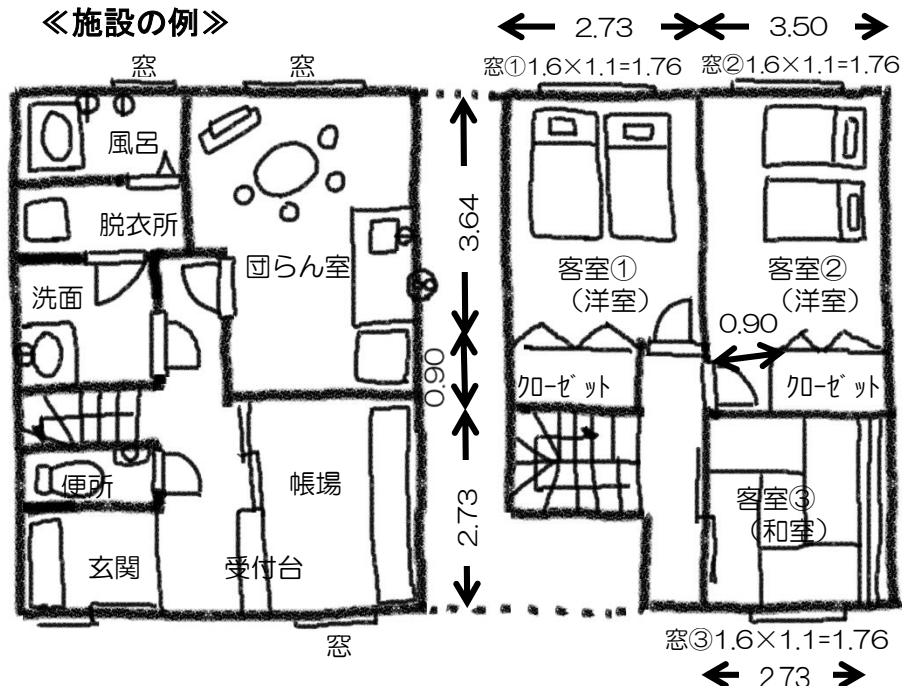 ≪施設の例≫
2.73
3.50
窓
窓
窓①1.6×1.1=1.76
窓②1.6×1.1=1.76
風呂
脱衣所
団らん室
洗面
便所
帳場
玄関
受付台
窓
3.64
0.90
2.73
客室①
（洋室）
客室②
（洋室）
0.90
クローゼット
クローゼット
客室③
（和室）
窓③1.6×1.1=1.76
2.73